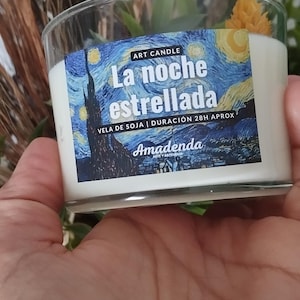 ART CANDLE
La noche
estrellada
VELA DE SOJA | DURACIÓN 28H APROX
Amadenda